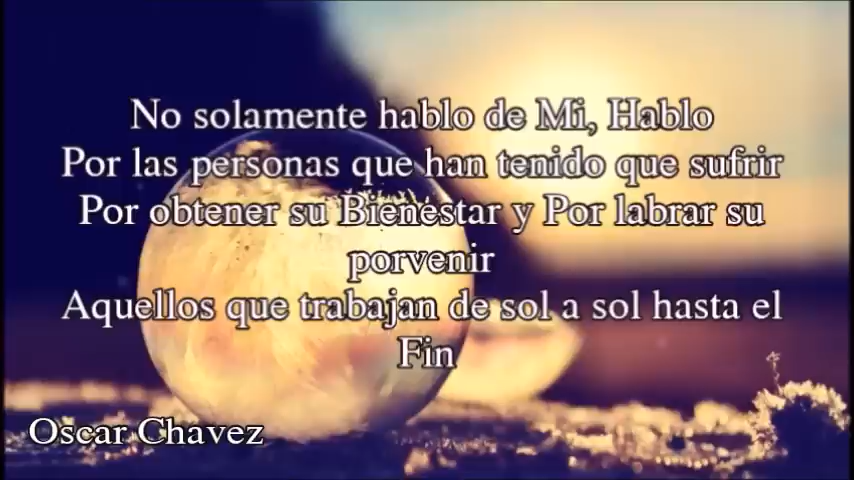 No solamente hablo de Mi, Hablo
Por las personas que han tenido que sufrir
Por obtener su Bienestar y Por labrar su
porvenir
Aquellos que trabajan de sol a sol hasta el
Fin
Oscar Chavez